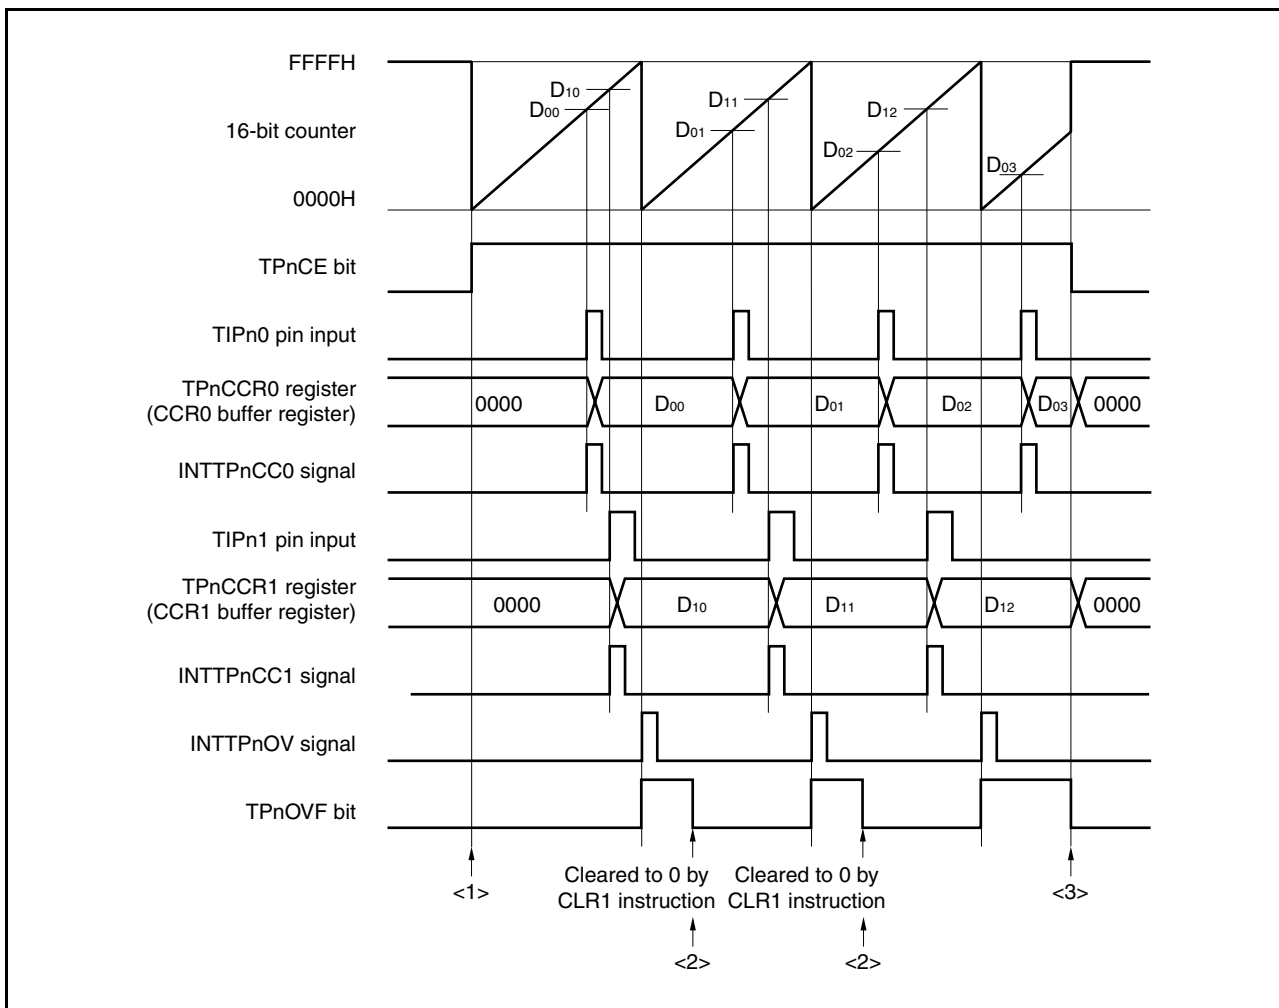 FFFFH
D10
D11
D00
D12
16-bit counter
D01
D02
D03
0000H
TPnCE bit
TIPn0 pin input
TPnCCR0 register
(CCR0 buffer register)
0000 D00 D01 D02 D03 0000
INTTPnCC0 signal
TIPn1 pin input
TPnCCR1 register
(CCR1 buffer register)
0000 D10 D11 D12 0000
INTTPnCC1 signal
INTTPnOV signal
TPnOVF bit
<1>
Cleared to 0 by
CLR1 instruction
Cleared to 0 by
CLR1 instruction
<3>
<2>
<2>